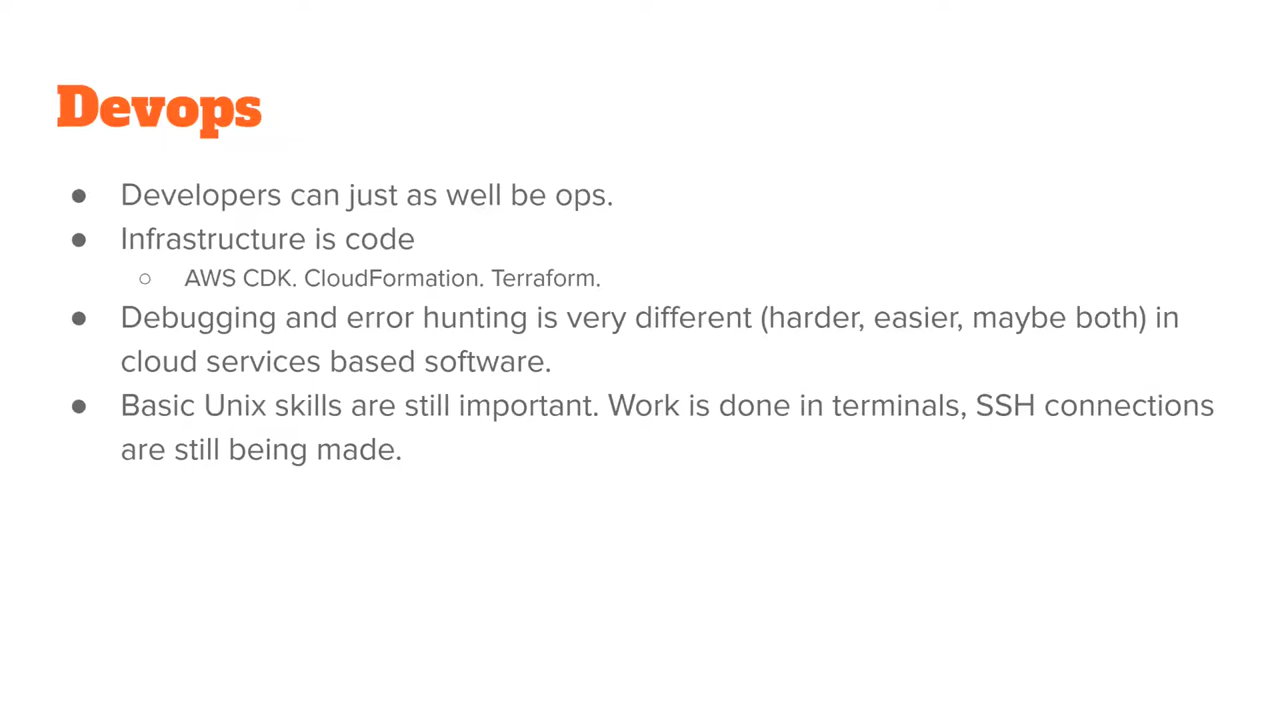 Devops
● Developers can just as well be ops.
● Infrastructure is code
○ AWS CDK. CloudFormation. Terraform.
● Debugging and error hunting is very different (harder, easier, maybe both) in
cloud services based software.
● Basic Unix skills are still important. Work is done in terminals, SSH connections
are still being made.